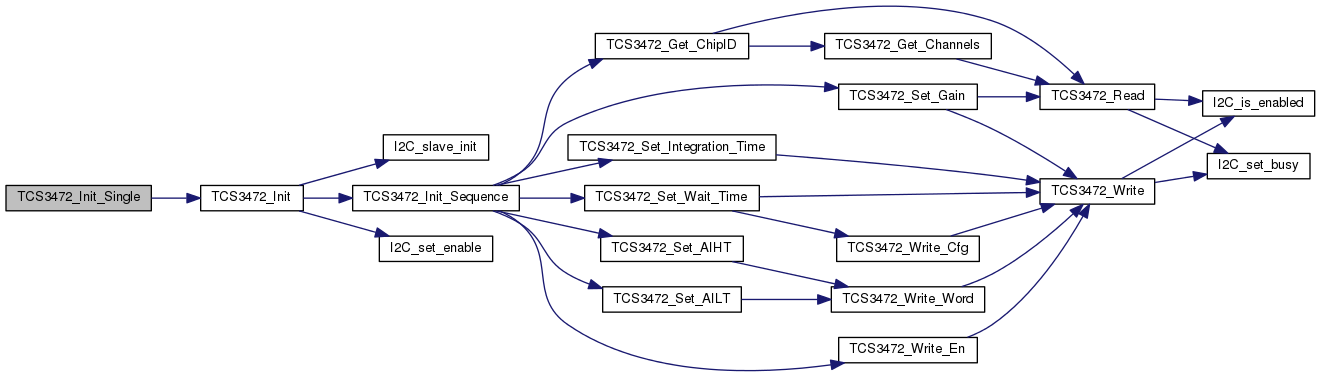 TCS3472_Init_Single
TCS3472_Init
I2C_slave_init
TCS3472_Init_Sequence
I2C_set_enable
TCS3472_Get_ChipID
TCS3472_Get_Channels
TCS3472_Set_Gain
TCS3472_Read
I2C_is_enabled
TCS3472_Set_Integration_Time
I2C_set_busy
TCS3472_Set_Wait_Time
TCS3472_Write
TCS3472_Set_AIHT
TCS3472_Write_Cfg
TCS3472_Set_AILT
TCS3472_Write_Word
TCS3472_Write_En